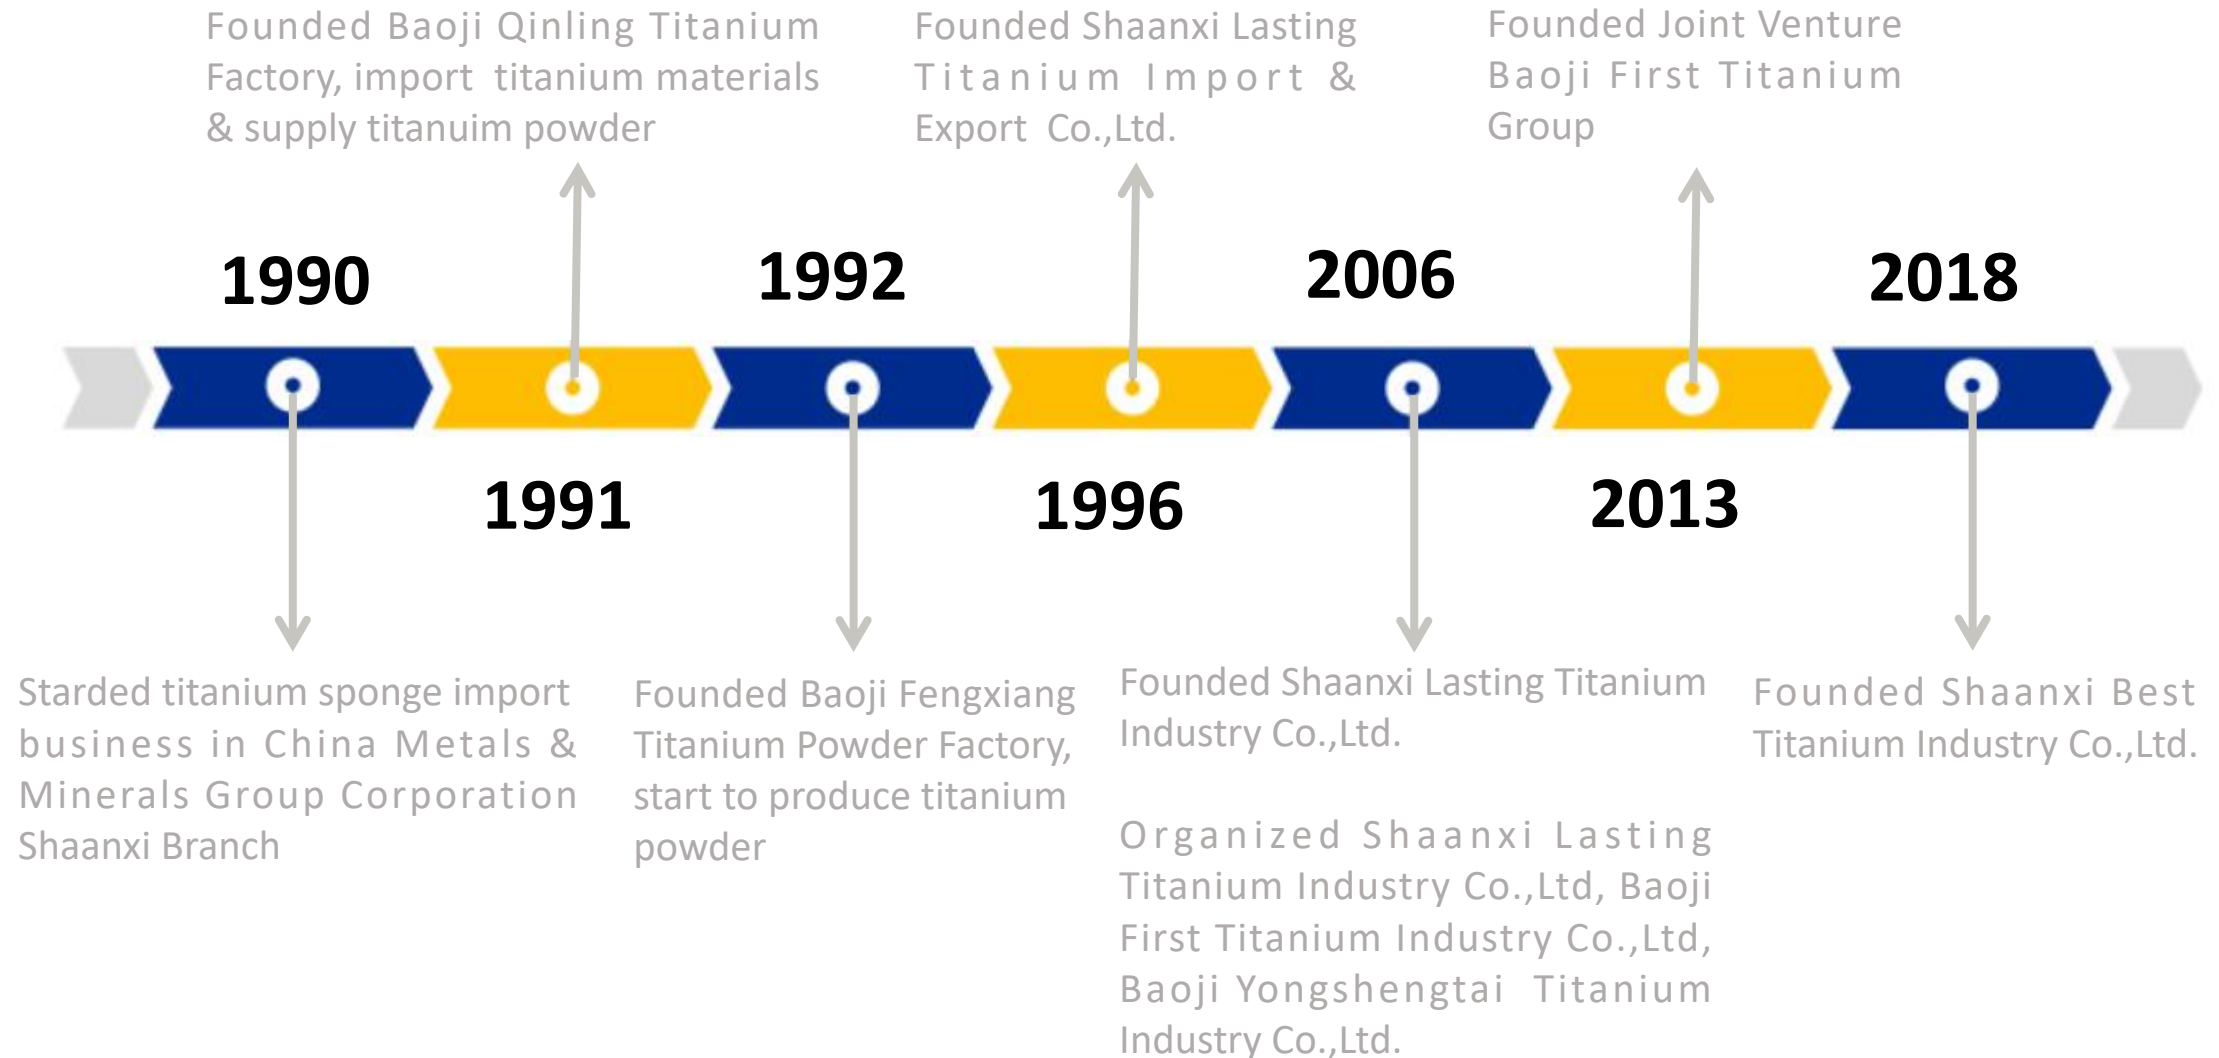 Founded Baoji Qinling Titanium
Factory, import titanium materials
& supply titanuim powder
Founded Shaanxi Lasting
Titanium Import &
Export Co.,Ltd.
Founded Joint Venture
Baoji First Titanium
Group
1990
1992
2006
2018
1991
1996
2013
Starded titanium sponge import
business in China Metals &
Minerals Group Corporation
Shaanxi Branch
Founded Baoji Fengxiang
Titanium Powder Factory,
start to produce titanium
powder
Founded Shaanxi Lasting Titanium
Industry Co.,Ltd.
Organized Shaanxi Lasting
Titanium Industry Co.,Ltd, Baoji
First Titanium Industry Co.,Ltd,
Baoji Yongshengtai Titanium
Industry Co.,Ltd.
Founded Shaanxi Best
Titanium Industry Co.,Ltd.